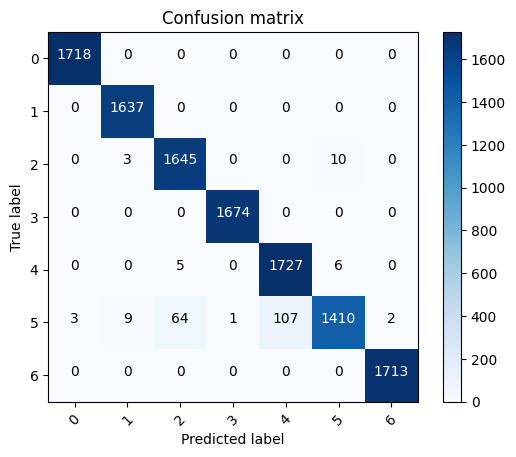 Confusion matrix
True label
0 1718 0 0 0 0 0 0
1 0 1637 0 0 0 0 0
2 0 3 1645 0 0 10 0
3 0 0 0 1674 0 0 0
4 0 0 5 0 1727 6 0
5 3 9 64 1 107 1410 2
6 0 0 0 0 0 0 1713
0 1 2 3 4 5 6
Predicted label
1600
1400
1200
1000
800
600
400
200
0